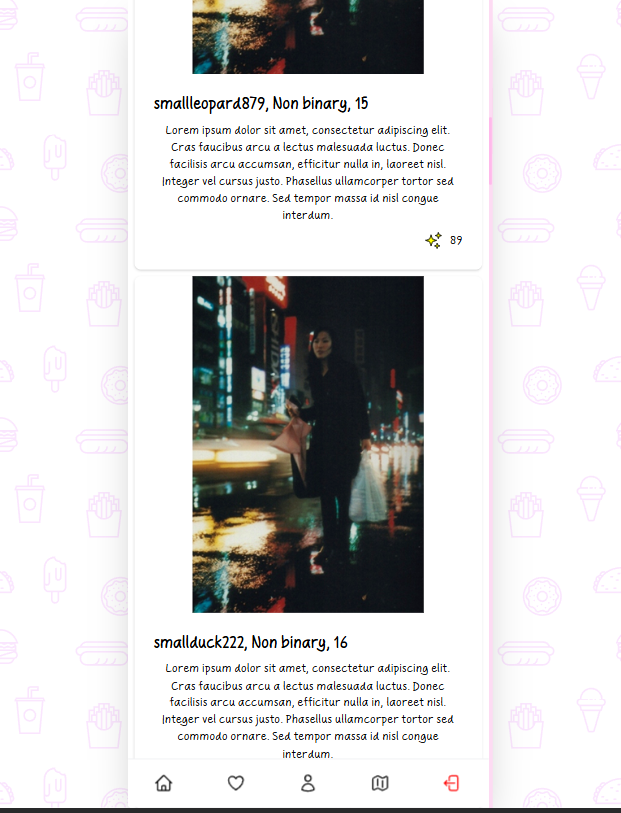 smallleopard879, Non binary, 15
Lorem ipsum dolor sit amet, consectetur adipiscing elit.
Cras faucibus arcu a lectus malesuada luctus. Donec
facilisis arcu accumsan, efficitur nulla in, laoreet nisl.
Integer vel cursus justo. Phasellus ullamcorper tortor sed
commodo ornare. Sed tempor massa id nisl congue
interdum.
89
smallduck222, Non binary, 16
Lorem ipsum dolor sit amet, consectetur adipiscing elit.
Cras faucibus arcu a lectus malesuada luctus. Donec
facilisis arcu accumsan, efficitur nulla in, laoreet nisl.
Integer vel cursus justo. Phasellus ullamcorper tortor sed
commodo ornare. Sed tempor massa id nisl congue
interdum.